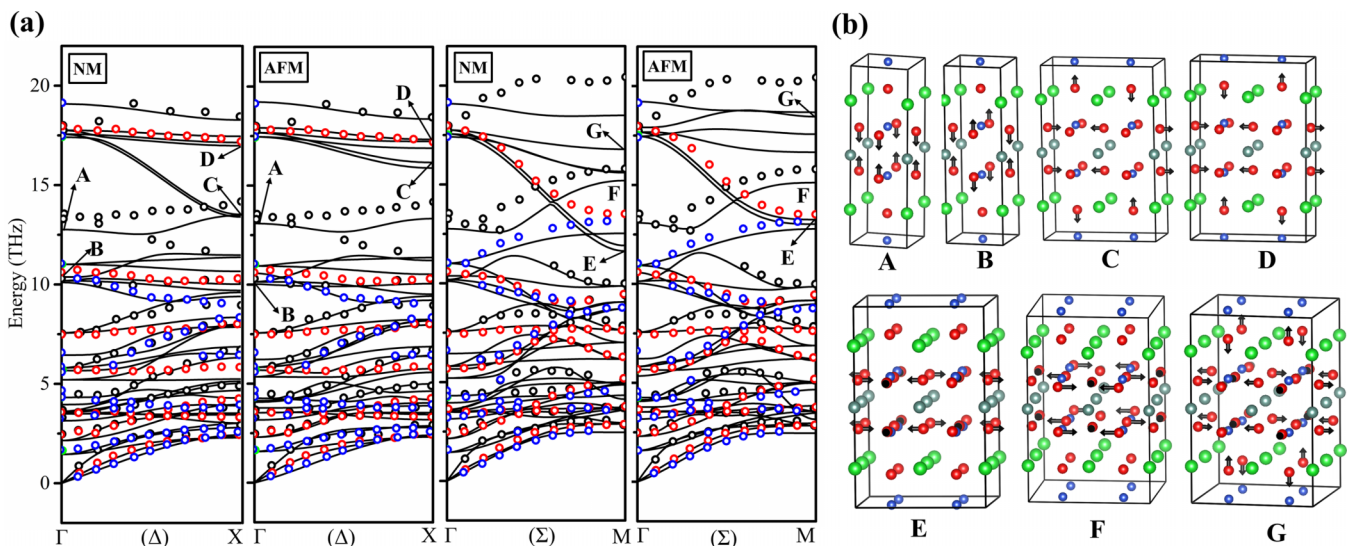 (a)
(b)
NM
AFM
NM
AFM
Energy (THz)
20
15
10
5
0
A
B
C
D
A
B
C
D
E
F
G
E
F
G
Γ (Δ) X
Γ (Δ) X
Γ (Σ) M
Γ (Σ) M
A B C D
E F G